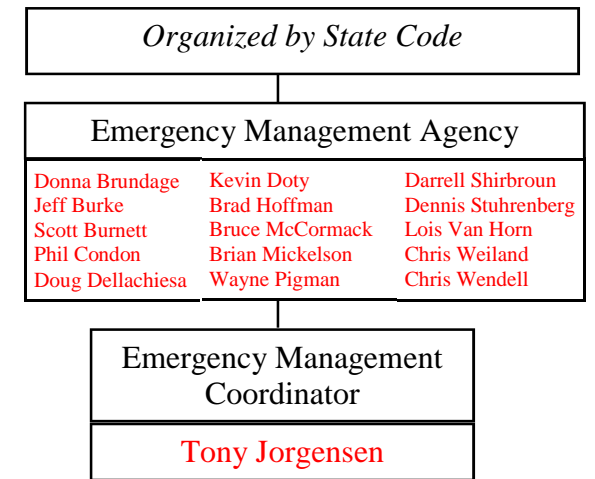 Organized by State Code
Emergency Management Agency
Donna Brundage
Jeff Burke
Scott Burnett
Phil Condon
Doug Dellachiesa
Kevin Doty
Brad Hoffman
Bruce McCormack
Brian Mickelson
Wayne Pigman
Darrell Shirbroun
Dennis Stuhrenberg
Lois Van Horn
Chris Weiland
Chris Wendell
Emergency Management
Coordinator
Tony Jorgensen